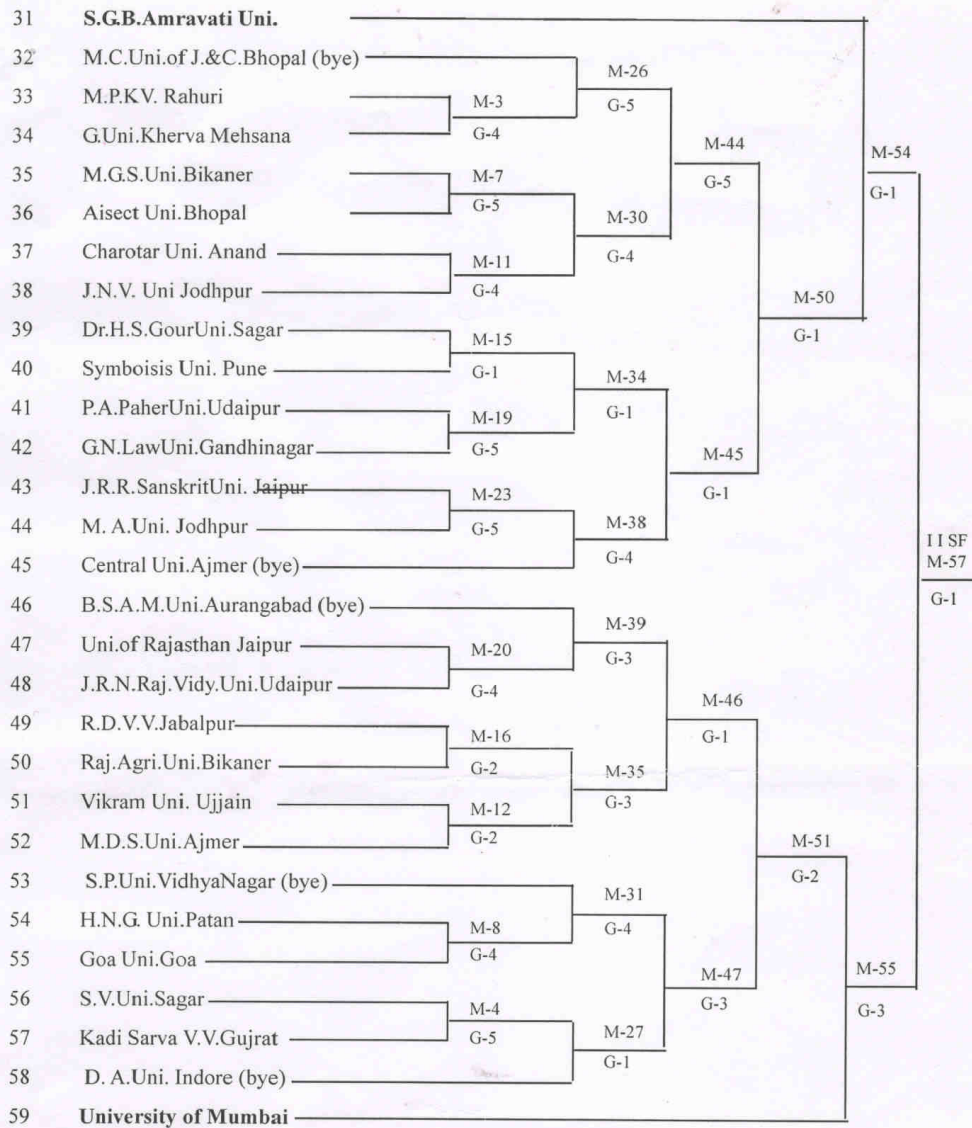 31 S.G.B.Amravati Uni.
32 M.C.Uni.of J.&C.Bhopal (bye)
M-26
33 M.P.KV. Rahuri
M-3
G-5
34 G.Uni.Kherva Mehsana
G-4
M-44
M-54
35 M.G.S.Uni.Bikaner
M-7
G-5
G-1
36 Aisect Uni.Bhopal
G-5
M-30
37 Charotar Uni. Anand
M-11
G-4
38 J.N.V. Uni Jodhpur
G-4
M-50
39 Dr.H.S.GourUni.Sagar
M-15
G-1
40 Symboisis Uni. Pune
G-1
M-34
41 P.A.PaherUni.Udaipur
M-19
G-1
42 G.N.LawUni.Gandhinagar
G-5
M-45
43 J.R.R.SanskritUni. Jaipur
M-23
G-1
44 M. A.Uni. Jodhpur
G-5
M-38
45 Central Uni.Ajmer (bye)
G-4
I I SF
M-57
G-1
46 B.S.A.M.Uni.Aurangabad (bye)
M-39
47 Uni.of Rajasthan Jaipur
M-20
G-3
48 J.R.N.Raj.Vidy.Uni.Udaipur
G-4
M-46
49 R.D.V.V.Jabalpur
M-16
G-1
50 Raj.Agri.Uni.Bikaner
G-2
M-35
51 Vikram Uni. Ujjain
M-12
G-3
52 M.D.S.Uni.Ajmer
G-2
M-51
53 S.P.Uni.VidhyaNagar (bye)
G-2
M-31
54 H.N.G. Uni.Patan
M-8
G-4
55 Goa Uni.Goa
G-4
M-47
M-55
56 S.V.Uni.Sagar
M-4
G-3
G-3
57 Kadi Sarva V.V.Gujrat
G-5
M-27
58 D. A.Uni. Indore (bye)
G-1
59 University of Mumbai